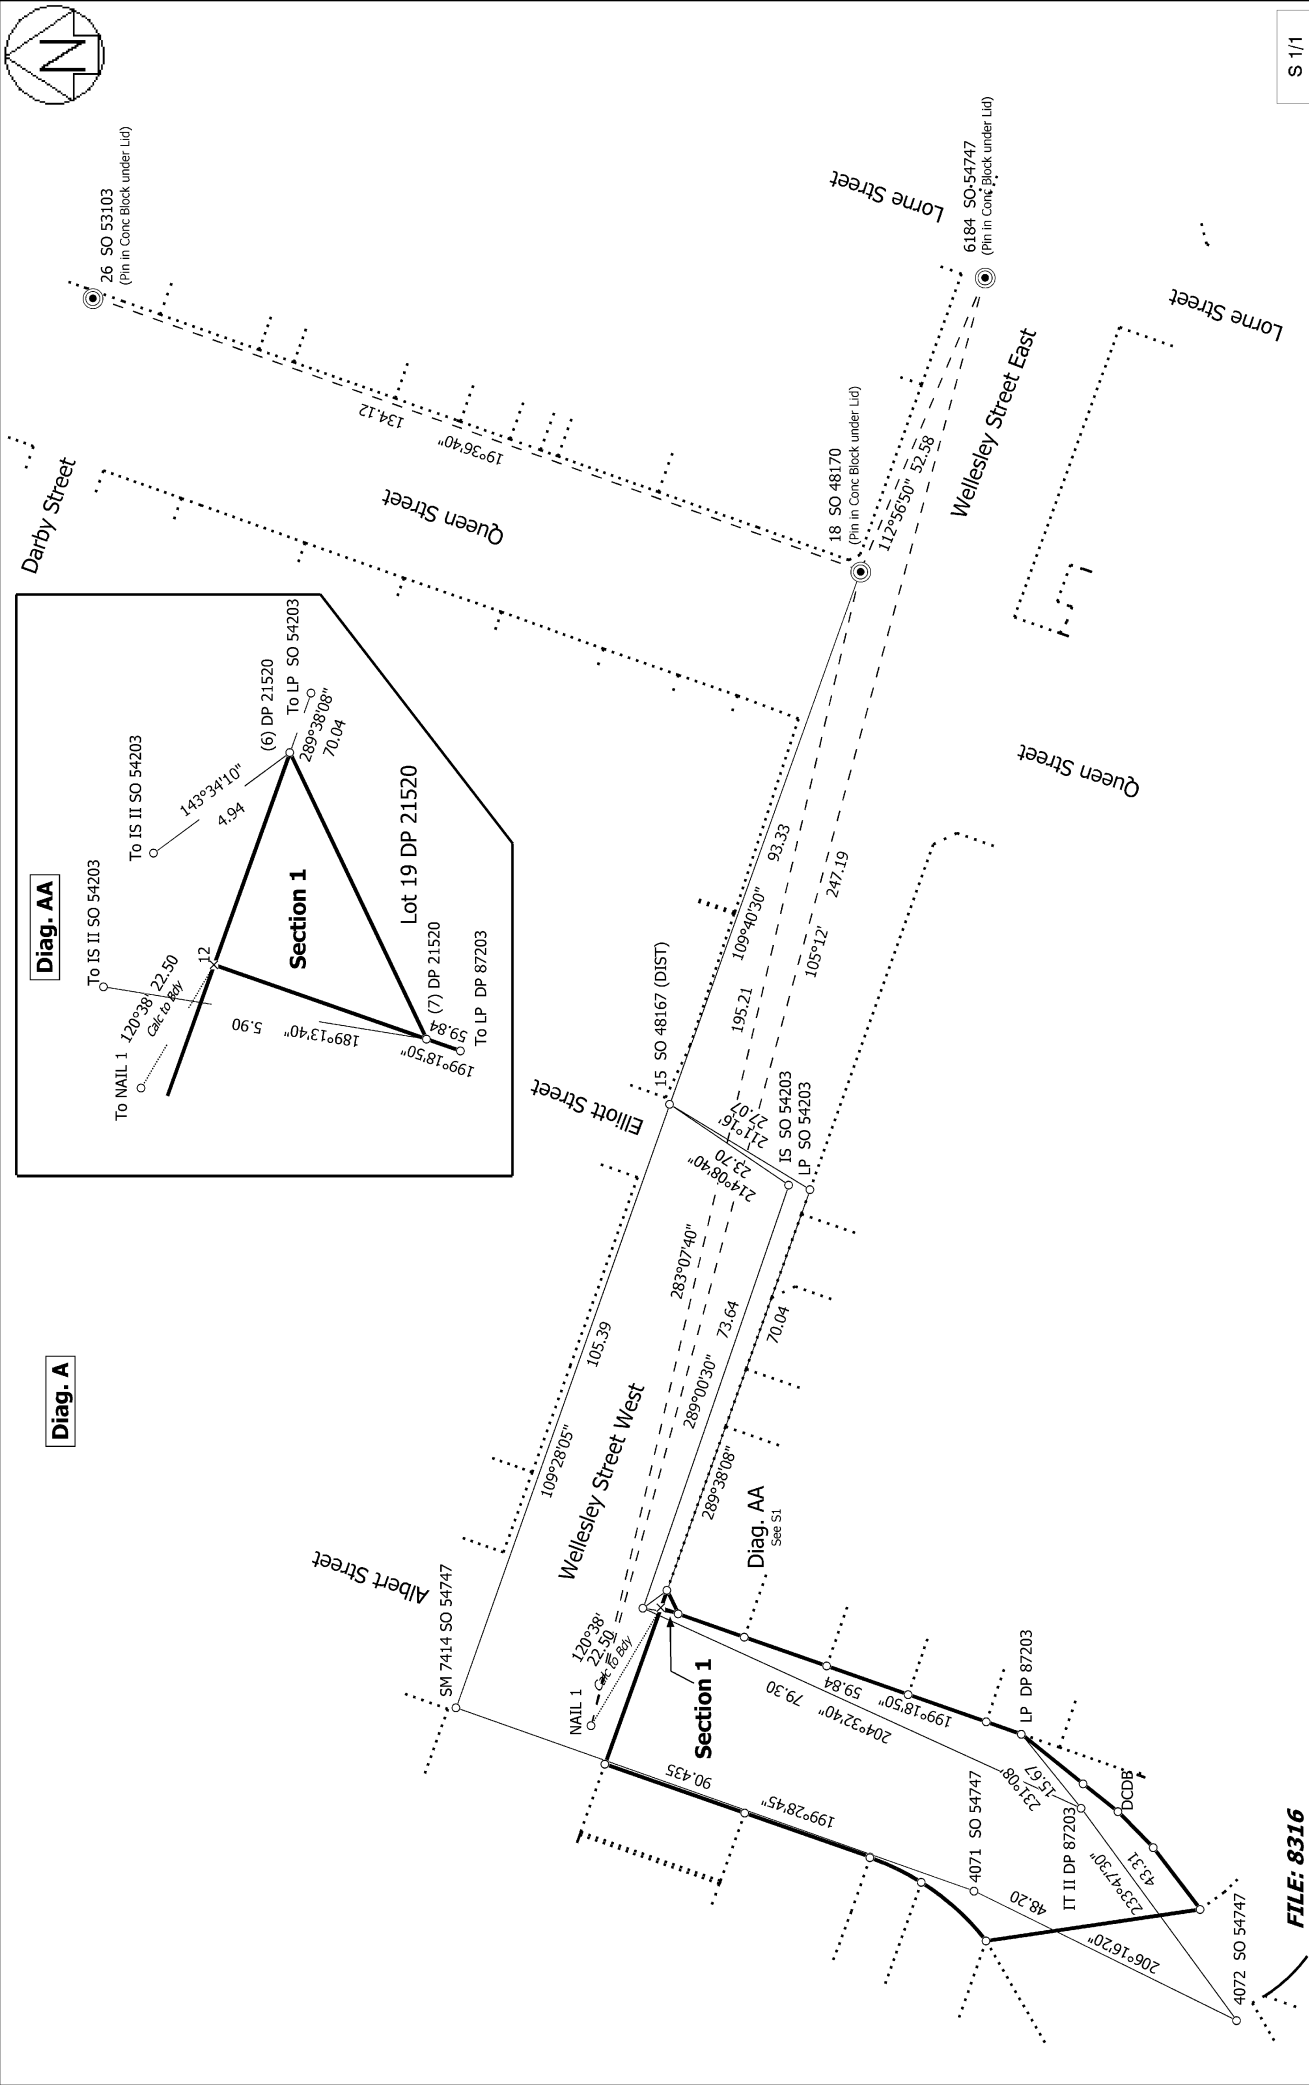 N
26 SO 53103
(Pin in Conc Block under Lid)
Darby Street
134.12
19°36'40"
Queen Street
Lorne Street
6184 SO 54747
(Pin in Conc Block under Lid)
Lorne Street
18 SO 48170
(Pin in Conc Block under Lid)
112°56'50" 52.58
Wellesley Street East
Queen Street
Diag. AA
To IS II SO 54203
To IS II SO 54203
143°34'10"
4.94
(6) DP 21520
To LP SO 54203
289°38'08"
70.04
To NAIL 1
120°38' 22.50
Calc to Bdy
12
Section 1
Lot 19 DP 21520
5.90
189°13'40"
(7) DP 21520
199°18'50"
59.84
To LP DP 87203
93.33
109°40'30"
247.19
105°12'
195.21
15 SO 48167 (DIST)
Elliott Street
211°16'
27.07
214°08'40"
23.70
IS SO 54203
LP SO 54203
Diag. A
283°07'40"
105.39
109°28'05"
73.64
289°00'30"
70.04
289°38'08"
Wellesley Street West
Albert Street
Diag. AA
See S1
SM 7414 SO 54747
120°38'
22.50
Calc to Bdy
NAIL 1
Section 1
79.30
204°32'40"
59.84
199°18'50"
LP DP 87203
90.435
199°28'45"
4071 SO 54747
231°08'
15.67
IT II DP 87203
DCDB
233°47'30"
43.31
48.20
206°16'20"
4072 SO 54747
FILE: 8316
S 1/1